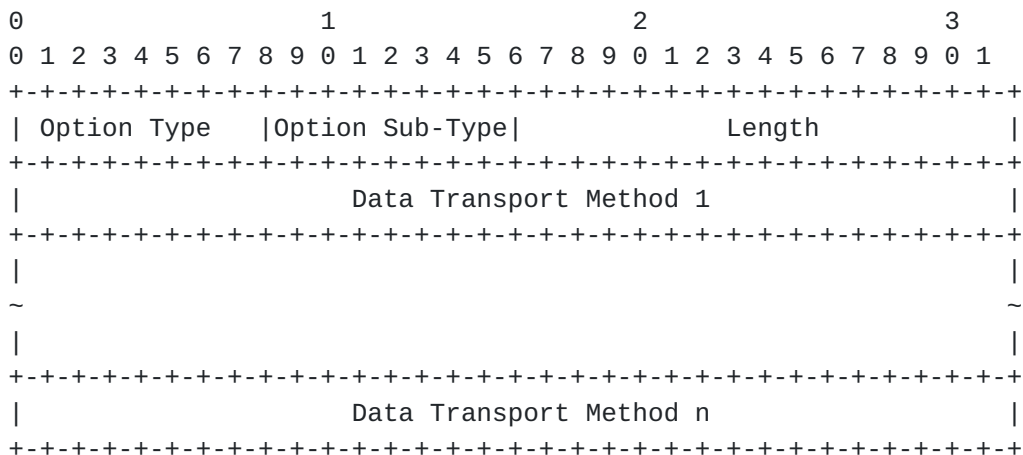 0                   1                   2                   3
0 1 2 3 4 5 6 7 8 9 0 1 2 3 4 5 6 7 8 9 0 1 2 3 4 5 6 7 8 9 0 1
+-+-+-+-+-+-+-+-+-+-+-+-+-+-+-+-+-+-+-+-+-+-+-+-+-+-+-+-+-+-+-+-+
| Option Type   |Option Sub-Type|             Length            |
+-+-+-+-+-+-+-+-+-+-+-+-+-+-+-+-+-+-+-+-+-+-+-+-+-+-+-+-+-+-+-+-+
|                     Data Transport Method 1                   |
+-+-+-+-+-+-+-+-+-+-+-+-+-+-+-+-+-+-+-+-+-+-+-+-+-+-+-+-+-+-+-+-+
|                                                               |
~                                                               ~
|                                                               |
+-+-+-+-+-+-+-+-+-+-+-+-+-+-+-+-+-+-+-+-+-+-+-+-+-+-+-+-+-+-+-+-+
|                     Data Transport Method n                   |
+-+-+-+-+-+-+-+-+-+-+-+-+-+-+-+-+-+-+-+-+-+-+-+-+-+-+-+-+-+-+-+-+